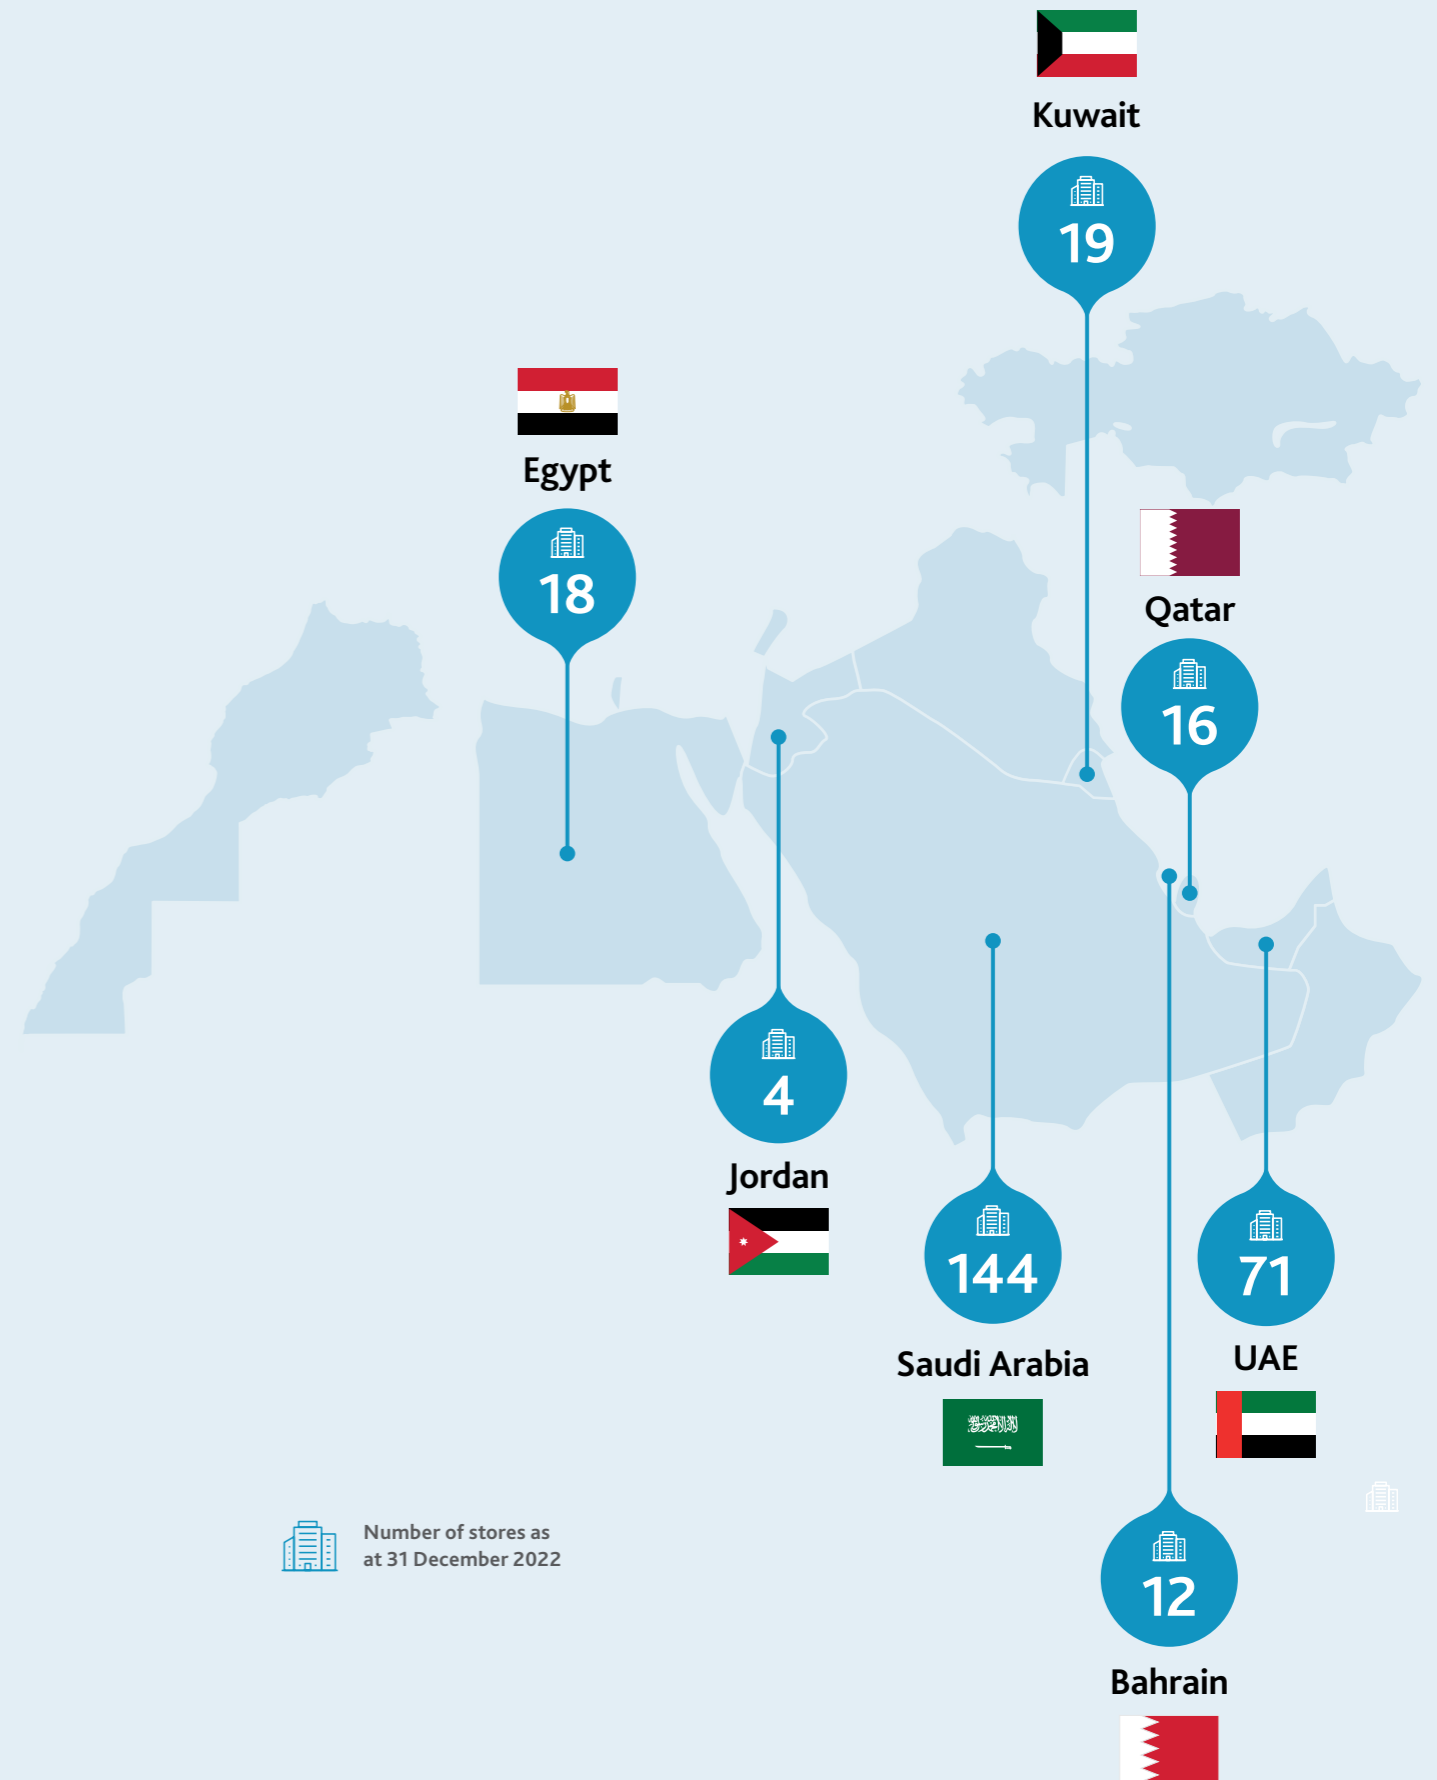 Kuwait
19
Egypt
18
Qatar
16
4
Jordan
144
Saudi Arabia
71
UAE
Number of stores as
at 31 December 2022
12
Bahrain